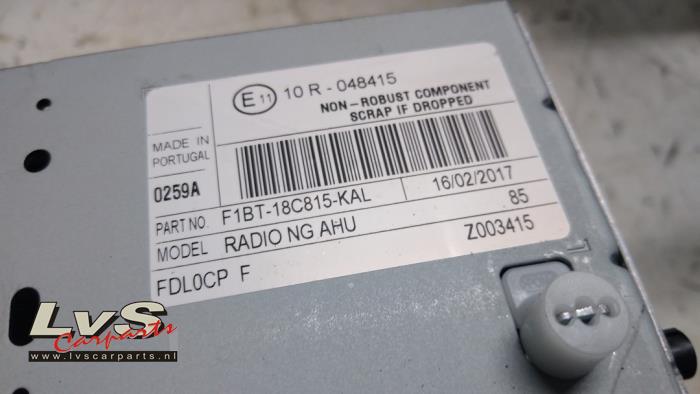 E 11 10 R - 048415
NON-ROBUST COMPONENT
SCRAP IF DROPPED
MADE IN
PORTUGAL
0259A
PART NO. F1BT-18C815-KAL 16/02/2017
MODEL RADIO NG AHU 85
FDL0CP F Z003415
LvS
Carparts
www.lvscarparts.nl